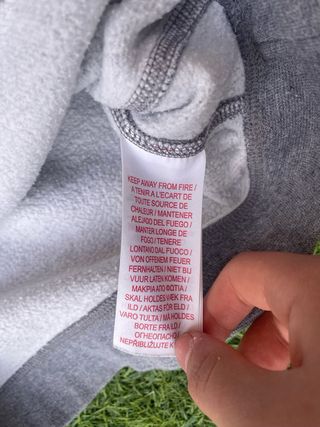 KEEP AWAY FROM FIRE /
A TENIR A L'ECART DE
TOUTE SOURCE DE
CHALEUR / MANTENER
ALEJADO DEL FUEGO /
MANTER LONGE DE
FOGO / TENERE
LONTANO DAL FUOCO /
VON OFFENEM FEUER
FERNHALTEN / NIET BIJ
VUUR LATEN KOMEN /
ΜΑΚΡΙΑ ΑΠΟ ΦΩΤΙΑ /
SKAL HOLDES VÆK FRA
ILD / AKTAS FÖR ELD /
VARO TULTA / MÅ HOLDES
BORTE FRA ILD /
ОГНЕОПАСНО /
NEPŘIBLIŽUJTE K